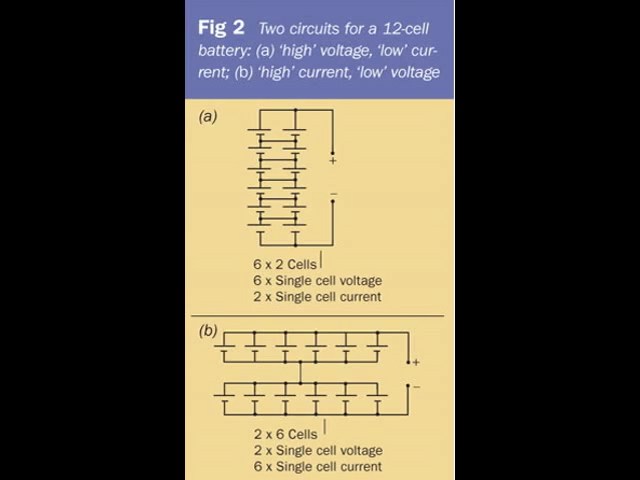 Fig 2 Two circuits for a 12-cell
battery: (a) ‘high’ voltage, ‘low’ cur-
rent; (b) ‘high’ current, ‘low’ voltage
(a)
+
–
6 x 2 Cells
6 x Single cell voltage
2 x Single cell current
(b)
+
–
2 x 6 Cells
2 x Single cell voltage
6 x Single cell current